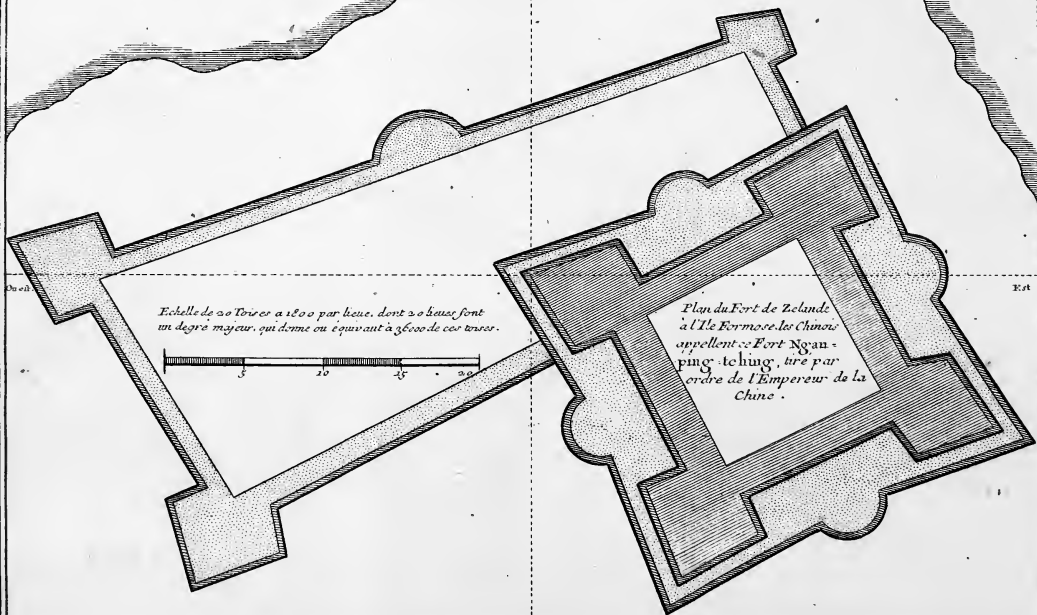 Ouest.
Echelle de 20 Toises a 1800 par lieue, dont 20 lieues font
un degré majeur, qui donne ou équivaut à 36000 de ces toises.
5 10 15 20
Plan du Fort de Zelande
à l'Ile Formose. les Chinois
appellent ce Fort Ngan =
ping-tching, tiré par
ordre de l'Empereur de la
Chine.
Est